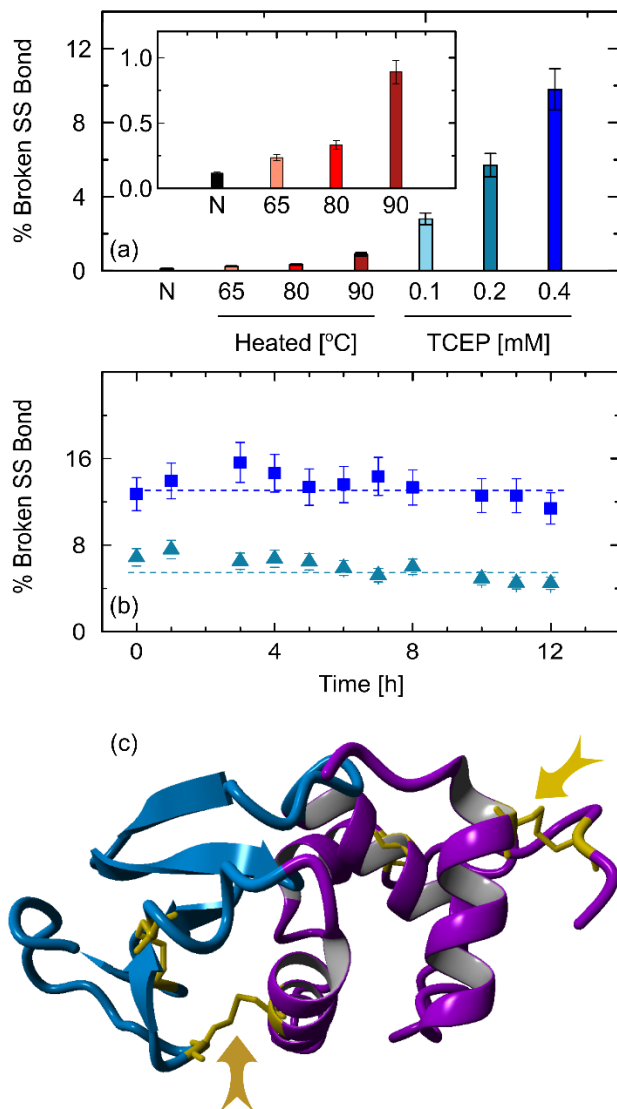 12
8
4
0
% Broken SS Bond
1.0
0.5
0.0
N 65 80 90
(a)
N 65 80 90 0.1 0.2 0.4
Heated [ºC] TCEP [mM]
16
8
0
% Broken SS Bond
(b)
0 4 8 12
Time [h]
(c)